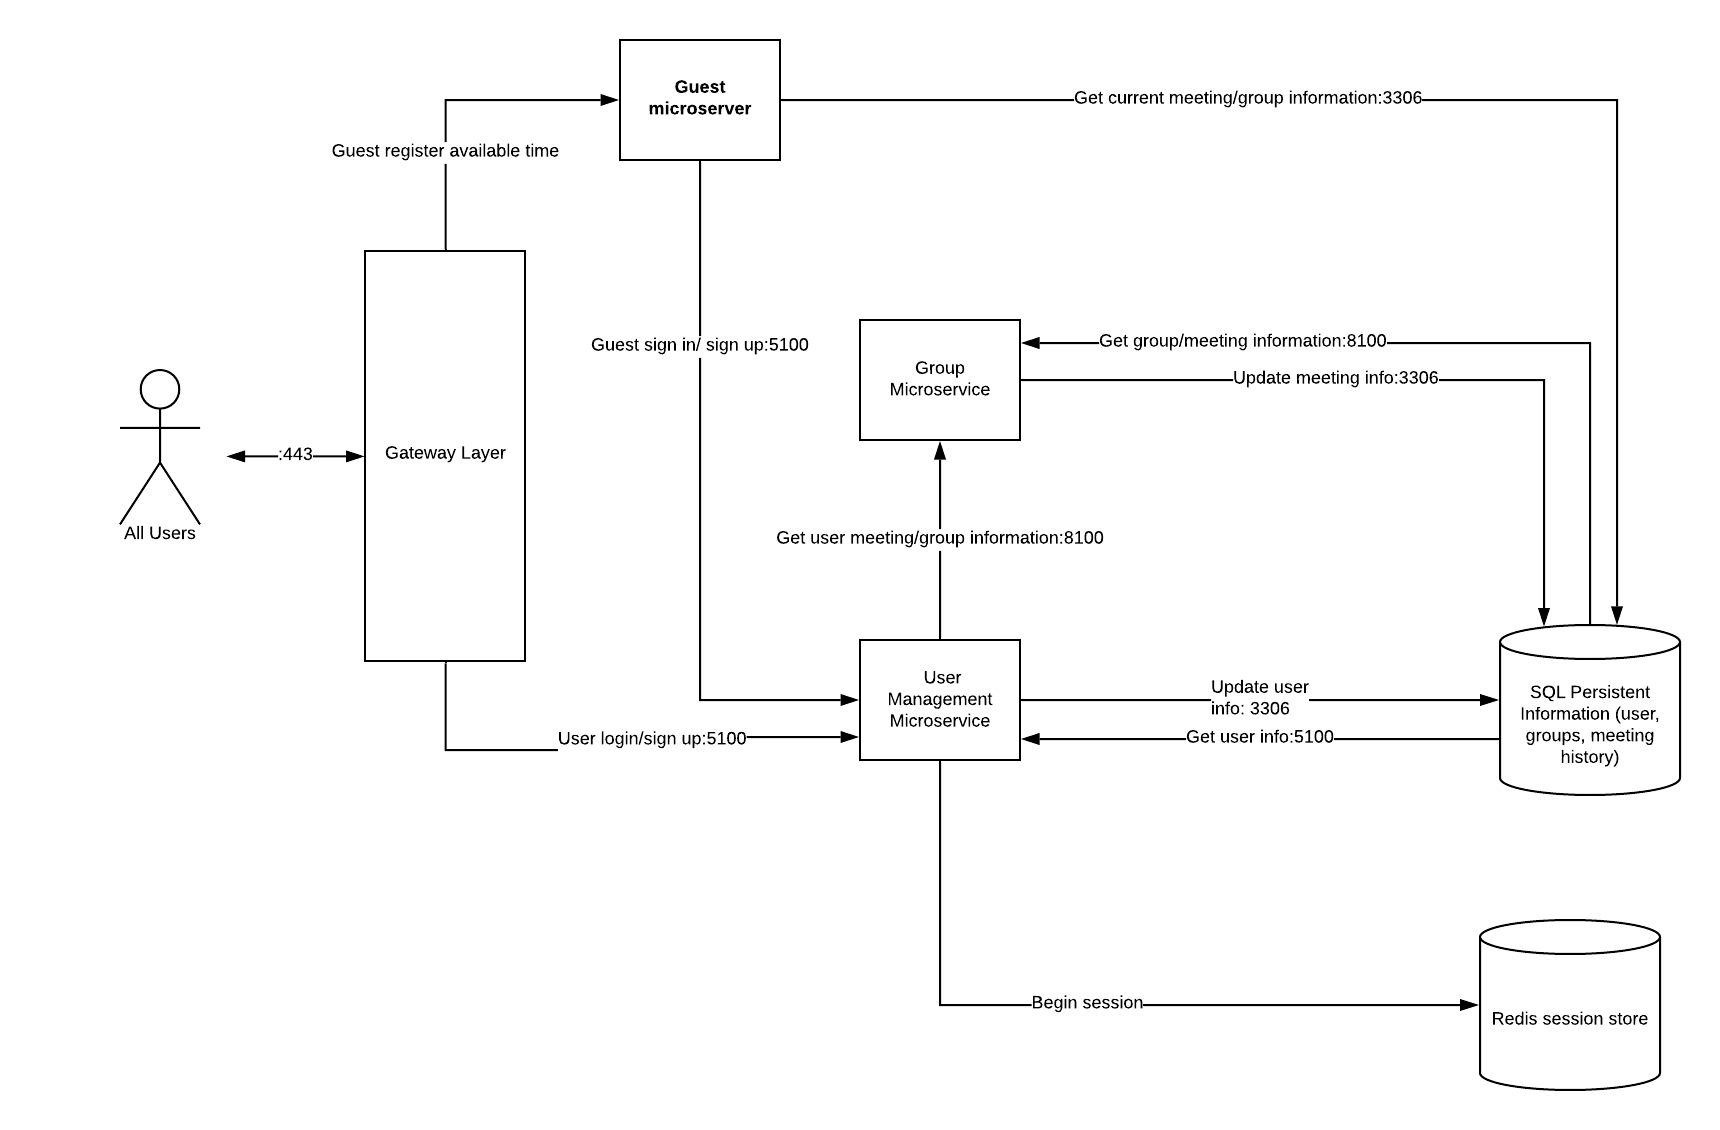 Guest
microserver
Get current meeting/group information:3306
Guest register available time
Guest sign in/ sign up:5100
Get group/meeting information:8100
Group
Microservice
Update meeting info:3306
Gateway Layer
:443
All Users
Get user meeting/group information:8100
User
Management
Microservice
Update user
info: 3306
SQL Persistent
Information (user,
groups, meeting
history)
User login/sign up:5100
Get user info:5100
Begin session
Redis session store